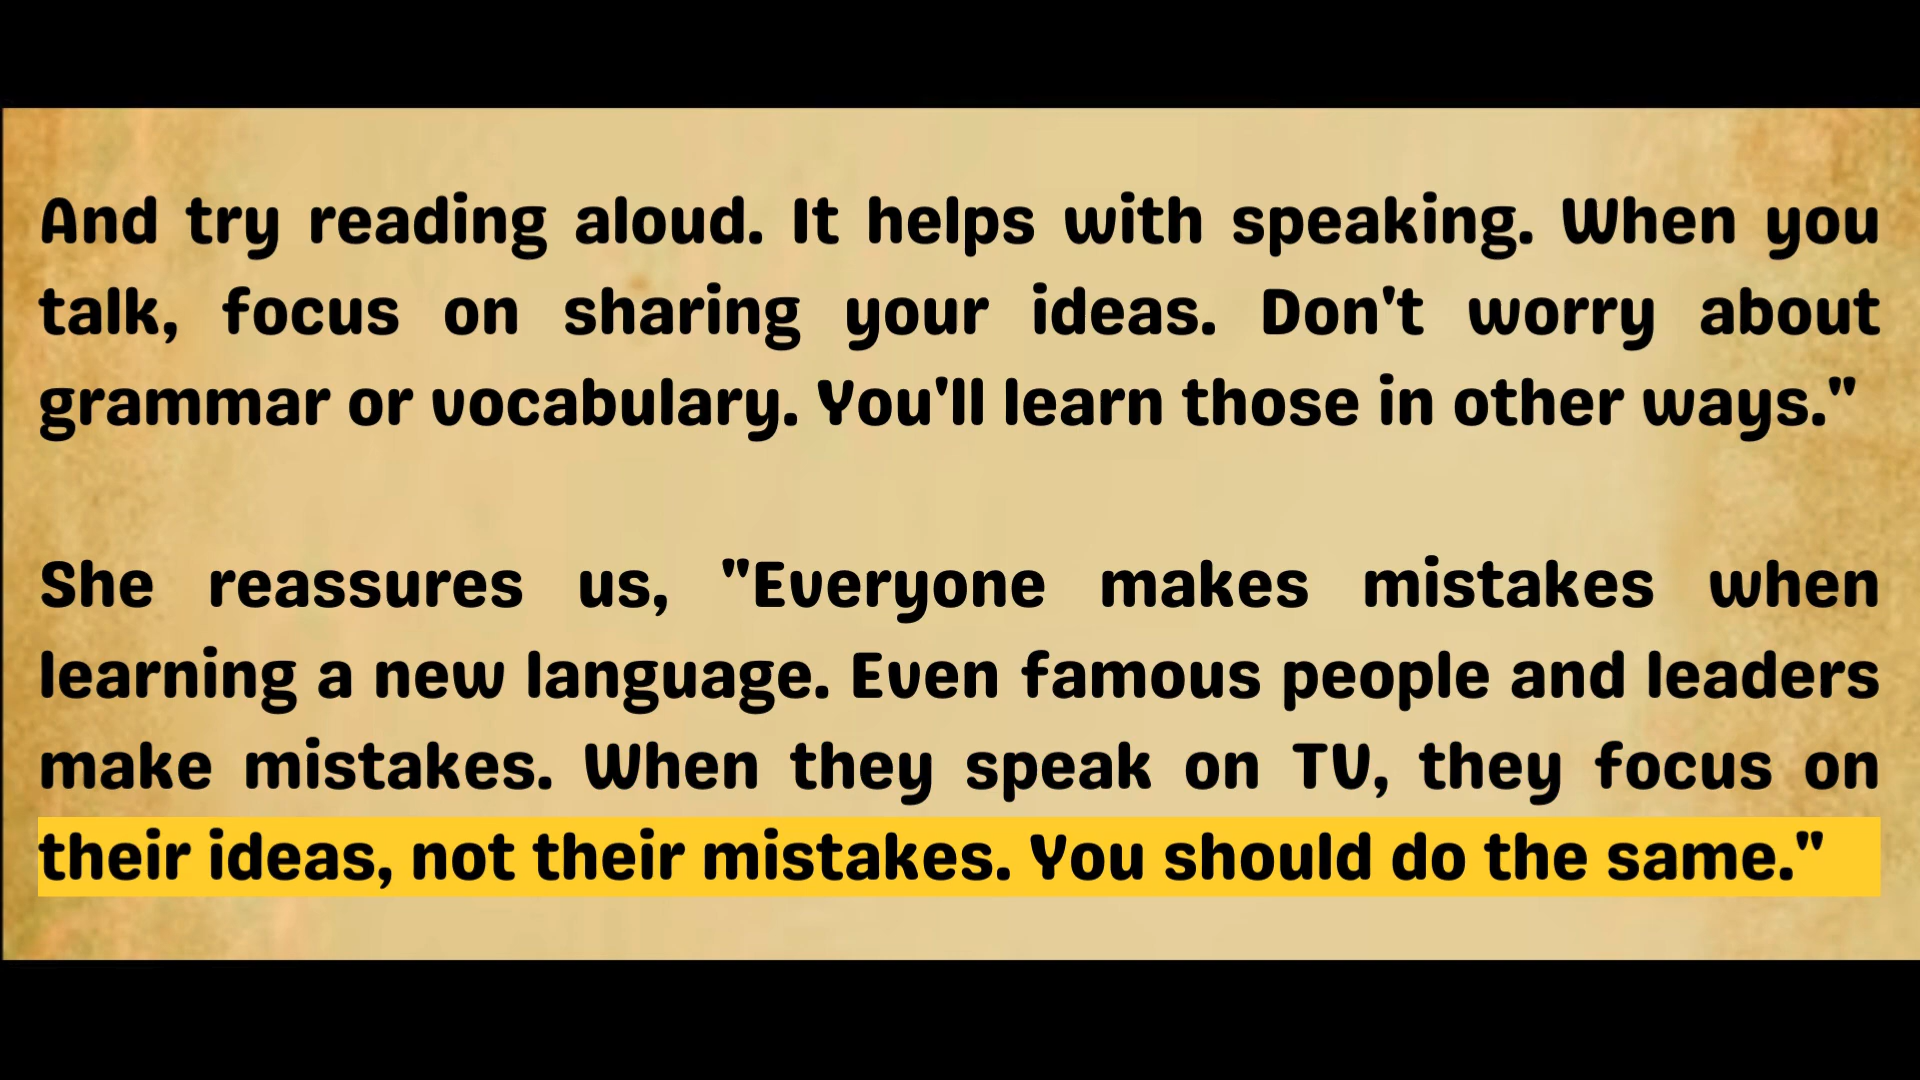 And try reading aloud. It helps with speaking. When you
talk, focus on sharing your ideas. Don't worry about
grammar or vocabulary. You'll learn those in other ways."
She reassures us, "Everyone makes mistakes when
learning a new language. Even famous people and leaders
make mistakes. When they speak on TV, they focus on
their ideas, not their mistakes. You should do the same."